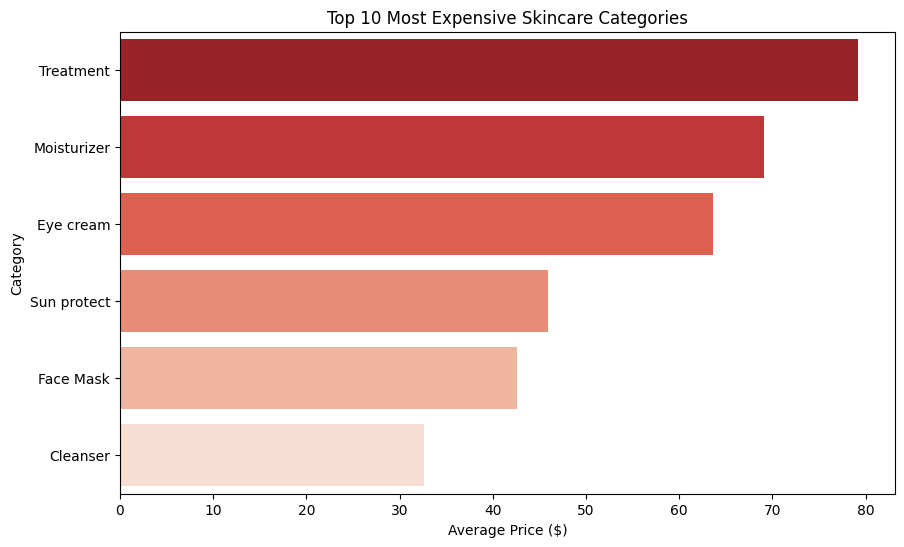 Top 10 Most Expensive Skincare Categories
Category
Treatment
Moisturizer
Eye cream
Sun protect
Face Mask
Cleanser
0 10 20 30 40 50 60 70 80
Average Price ($)